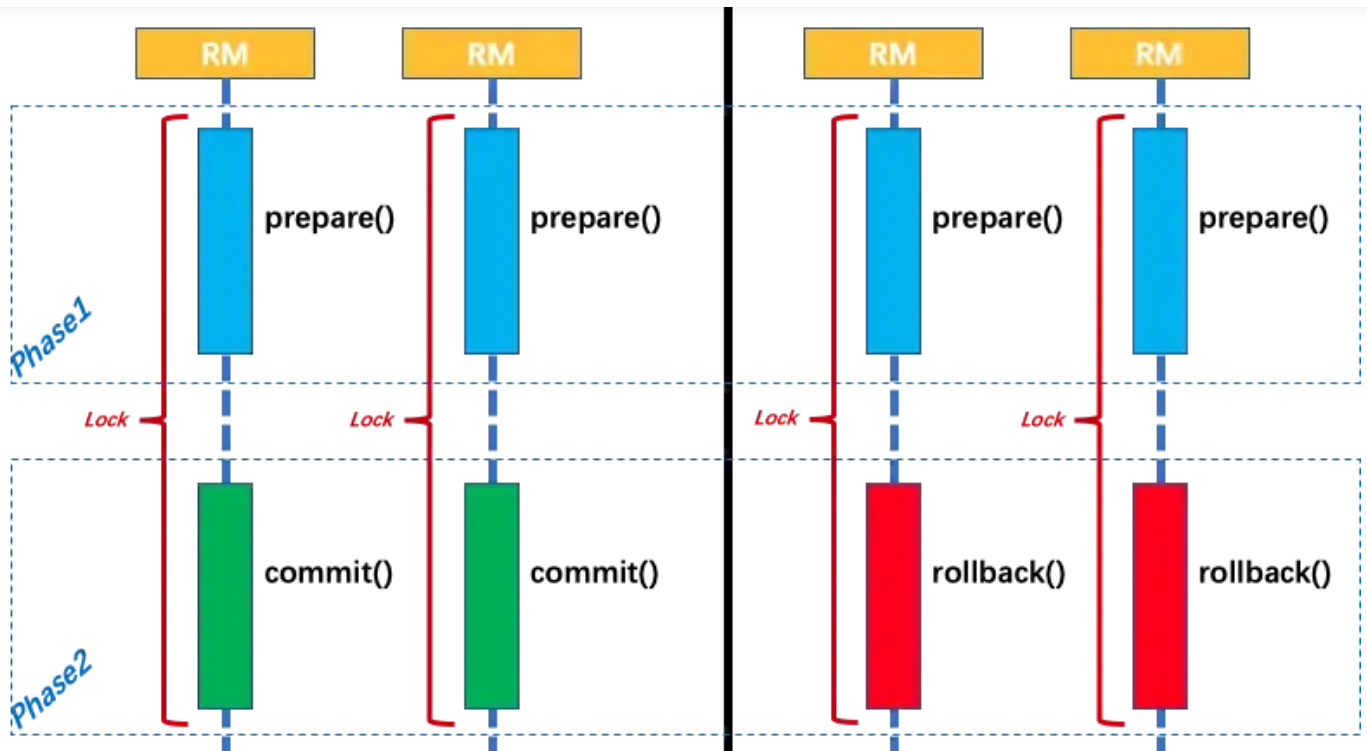 RM
RM
RM
RM
prepare()
prepare()
prepare()
prepare()
Phase1
Lock
Lock
Lock
Lock
commit()
commit()
rollback()
rollback()
Phase2